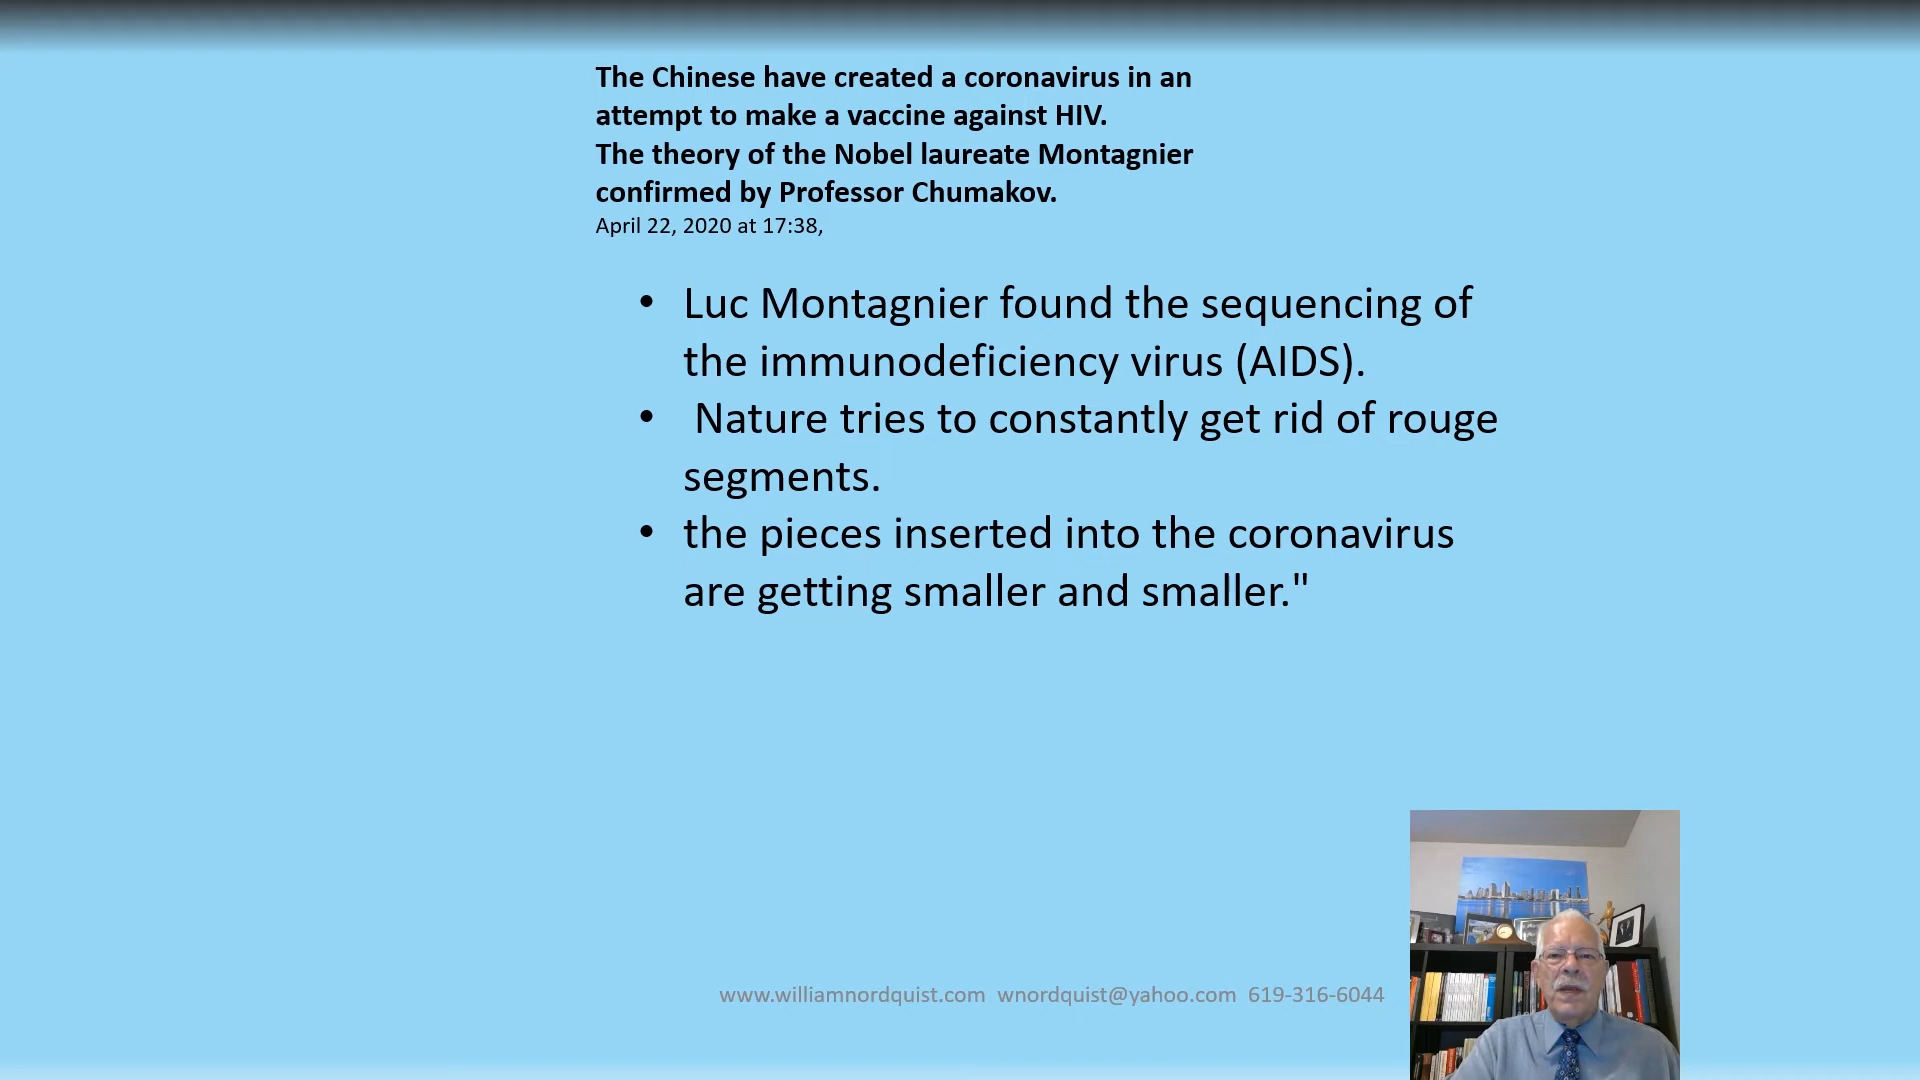 The Chinese have created a coronavirus in an
attempt to make a vaccine against HIV.
The theory of the Nobel laureate Montagnier
confirmed by Professor Chumakov.
April 22, 2020 at 17:38,
• Luc Montagnier found the sequencing of
the immunodeficiency virus (AIDS).
• Nature tries to constantly get rid of rouge
segments.
• the pieces inserted into the coronavirus
are getting smaller and smaller."
www.williamnordquist.com wnordquist@yahoo.com 619-316-6044